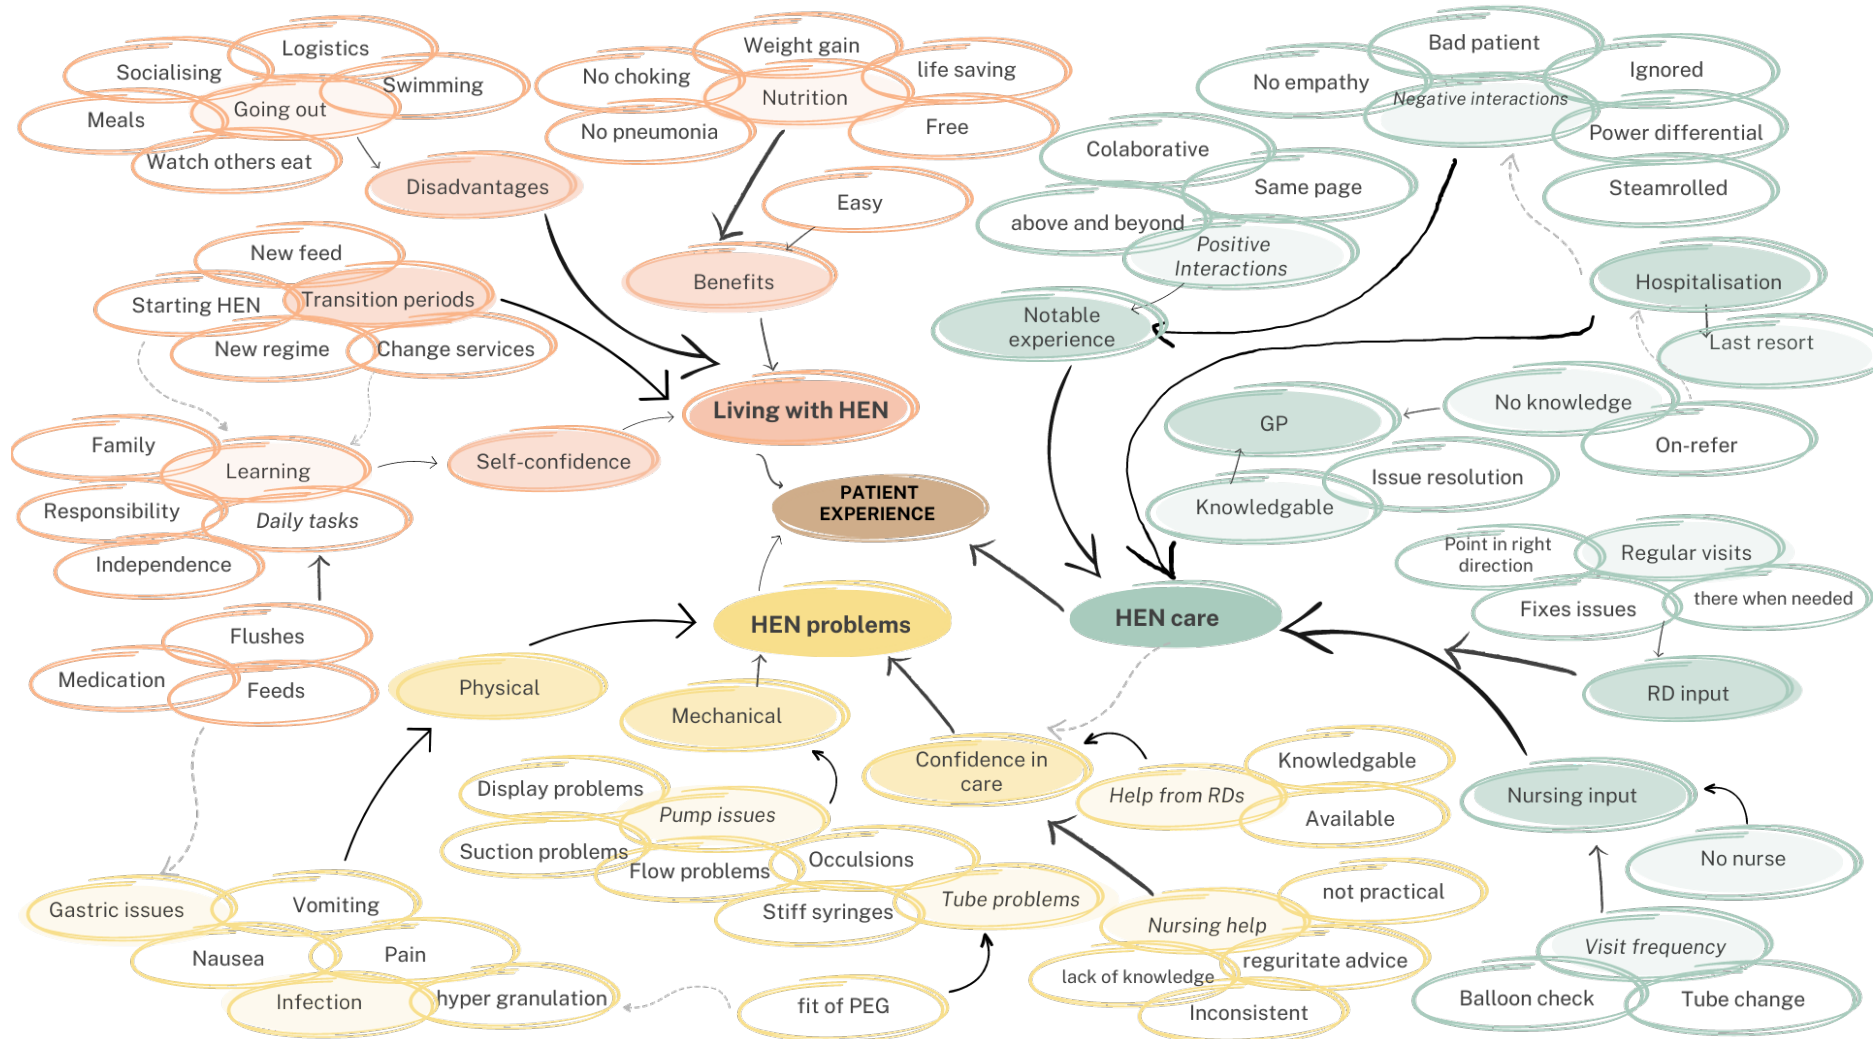 Logistics
Socialising
Swimming
Going out
Meals
Watch others eat
Disadvantages
Weight gain
No choking
life saving
Nutrition
No pneumonia
Free
Easy
Benefits
New feed
Starting HEN
Transition periods
New regime
Change services
Living with HEN
Family
Learning
Self-confidence
Responsibility
Daily tasks
Independence
Flushes
Medication
Feeds
PATIENT
EXPERIENCE
Bad patient
No empathy
Ignored
Negative interactions
Power differential
Steamrolled
Colaborative
Same page
above and beyond
Positive
Interactions
Notable
experience
Hospitalisation
Last resort
GP
No knowledge
On-refer
Issue resolution
Knowledgable
Point in right
direction
Regular visits
Fixes issues
there when needed
RD input
HEN care
HEN problems
Physical
Mechanical
Confidence in
care
Display problems
Pump issues
Suction problems
Flow problems
Occulsions
Stiff syringes
Tube problems
Help from RDs
Knowledgable
Available
Nursing input
No nurse
Visit frequency
Balloon check
Tube change
Nursing help
not practical
lack of knowledge
reguritate advice
Inconsistent
Gastric issues
Vomiting
Nausea
Pain
Infection
hyper granulation
fit of PEG